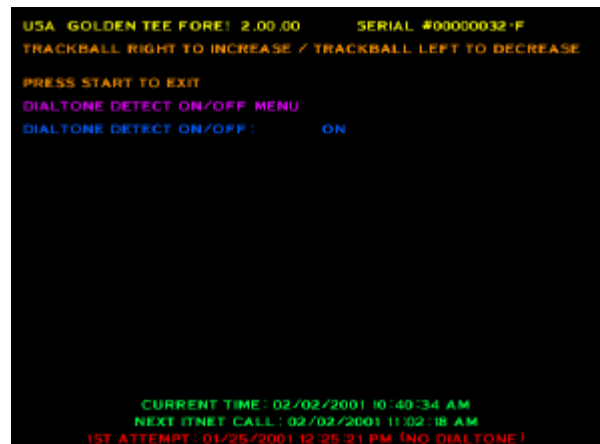 USA GOLDEN TEE FORE! 2.00.00 SERIAL #00000032-F
TRACKBALL RIGHT TO INCREASE / TRACKBALL LEFT TO DECREASE
PRESS START TO EXIT
DIALTONE DETECT ON/OFF MENU
DIALTONE DETECT ON/OFF: ON
CURRENT TIME: 02/02/2001 10:40:34 AM
NEXT ITNET CALL: 02/02/2001 11:02:18 AM
1ST ATTEMPT: 01/25/2001 12:25:21 PM (NO DIALTONE)